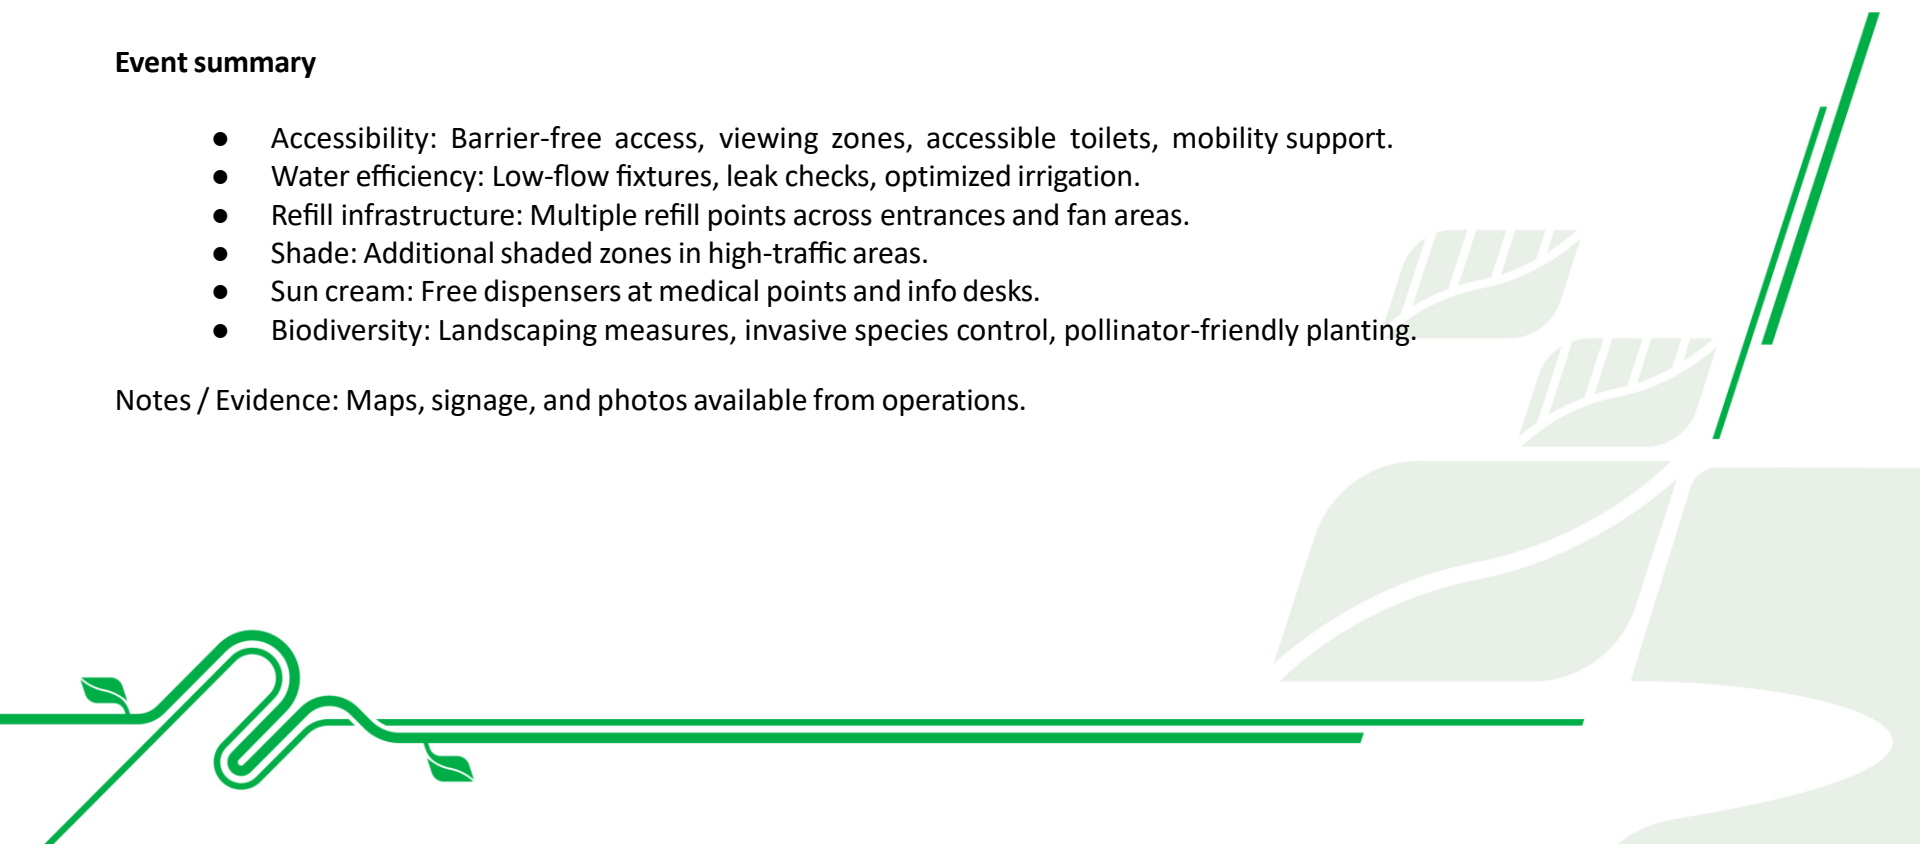 Event summary
● Accessibility: Barrier-free access, viewing zones, accessible toilets, mobility support.
● Water efficiency: Low-flow fixtures, leak checks, optimized irrigation.
● Refill infrastructure: Multiple refill points across entrances and fan areas.
● Shade: Additional shaded zones in high-traffic areas.
● Sun cream: Free dispensers at medical points and info desks.
● Biodiversity: Landscaping measures, invasive species control, pollinator-friendly planting.
Notes / Evidence: Maps, signage, and photos available from operations.